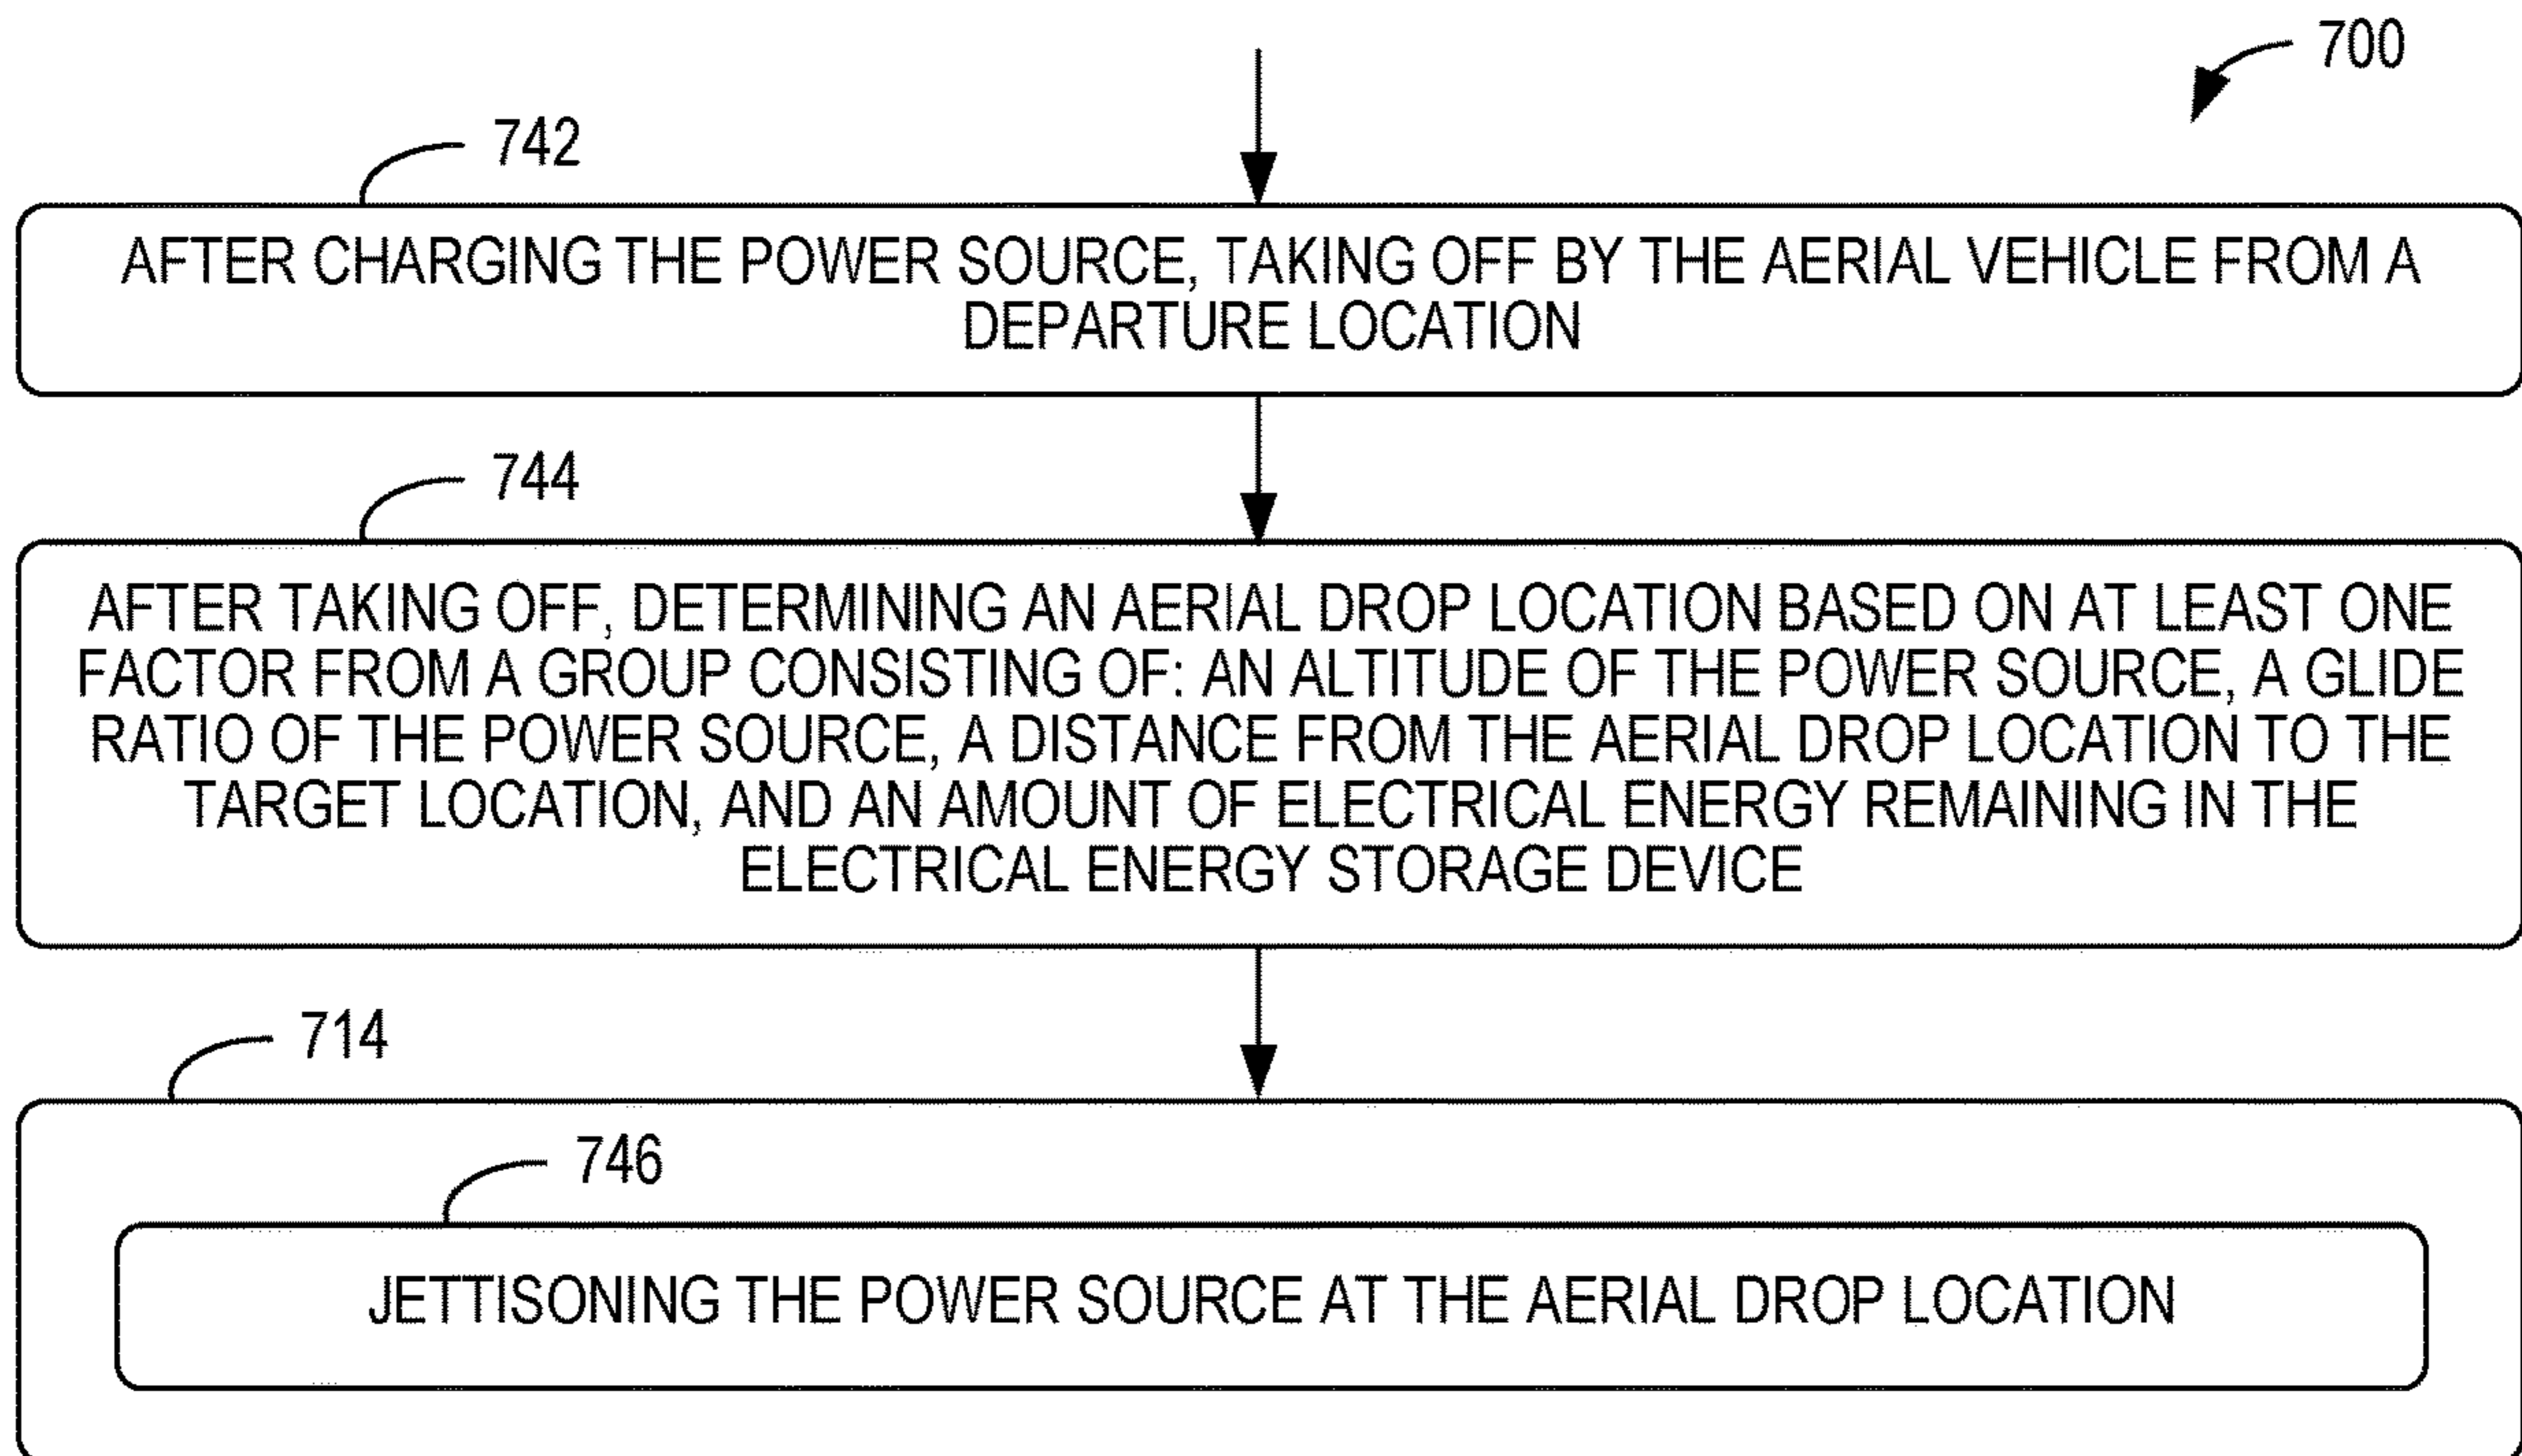 700
742
AFTER CHARGING THE POWER SOURCE, TAKING OFF BY THE AERIAL VEHICLE FROM A
DEPARTURE LOCATION
744
AFTER TAKING OFF, DETERMINING AN AERIAL DROP LOCATION BASED ON AT LEAST ONE
FACTOR FROM A GROUP CONSISTING OF: AN ALTITUDE OF THE POWER SOURCE, A GLIDE
RATIO OF THE POWER SOURCE, A DISTANCE FROM THE AERIAL DROP LOCATION TO THE
TARGET LOCATION, AND AN AMOUNT OF ELECTRICAL ENERGY REMAINING IN THE
ELECTRICAL ENERGY STORAGE DEVICE
714
746
JETTISONING THE POWER SOURCE AT THE AERIAL DROP LOCATION